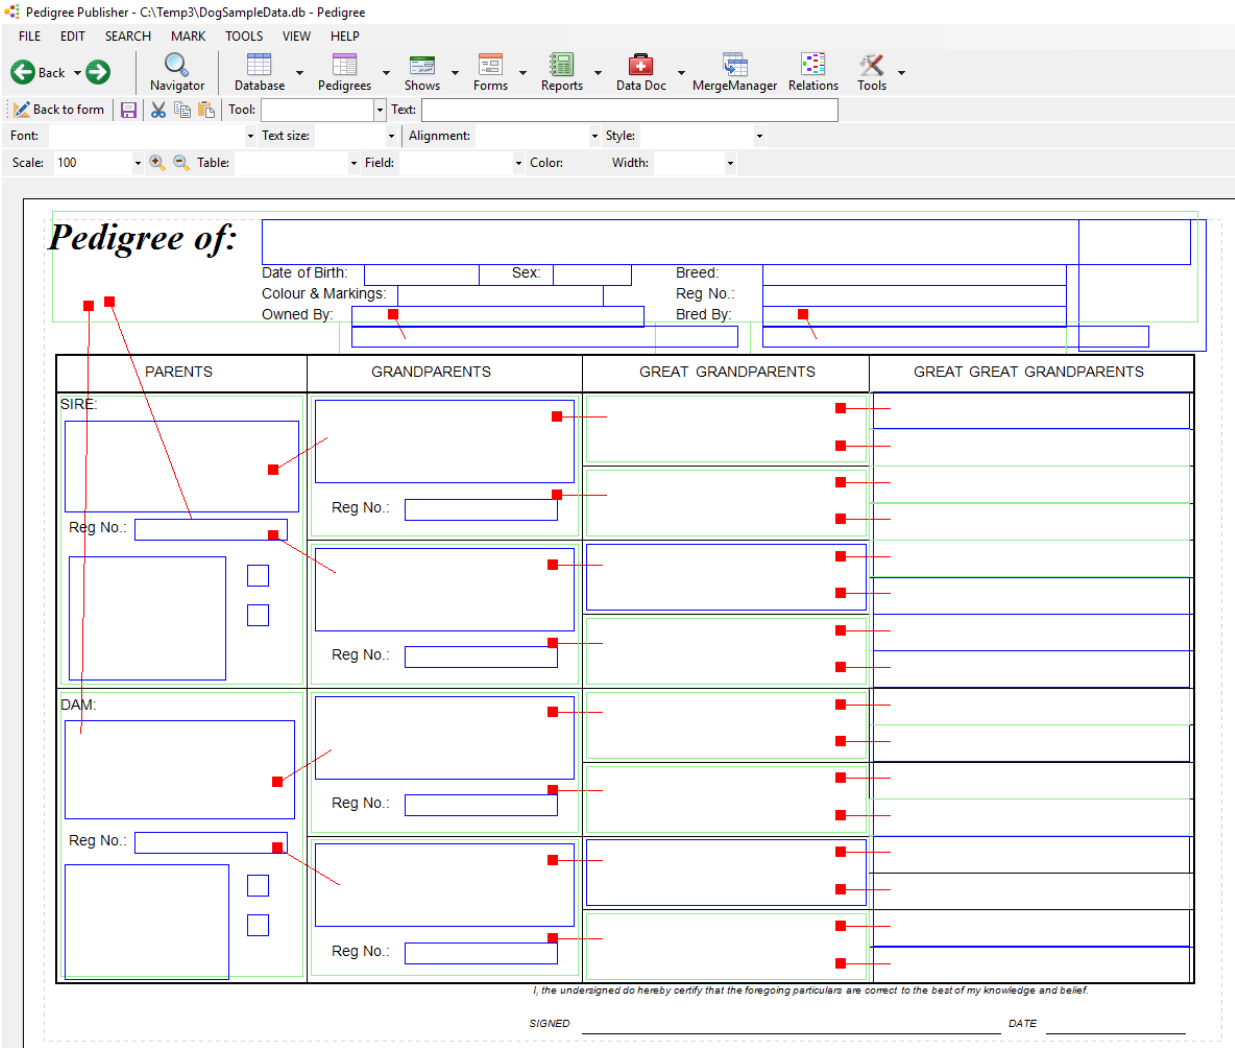 Pedigree Publisher - C:\Temp3\DogSampleData.db - Pedigree
FILE EDIT SEARCH MARK TOOLS VIEW HELP
Back Navigator Database Pedigrees Shows Forms Reports Data Doc MergeManager Relations Tools
Back to form Tool: Text:
Font: Text size: Alignment: Style:
Scale: 100 Table: Field: Color: Width:
Pedigree of:
Date of Birth: Sex: Breed:
Colour & Markings: Reg No.:
Owned By: Bred By:
PARENTS GRANDPARENTS GREAT GRANDPARENTS GREAT GREAT GRANDPARENTS
SIRE:
Reg No.:
Reg No.:
Reg No.:
DAM:
Reg No.:
Reg No.:
Reg No.:
I, the undersigned do hereby certify that the foregoing particulars are correct to the best of my knowledge and belief.
SIGNED DATE